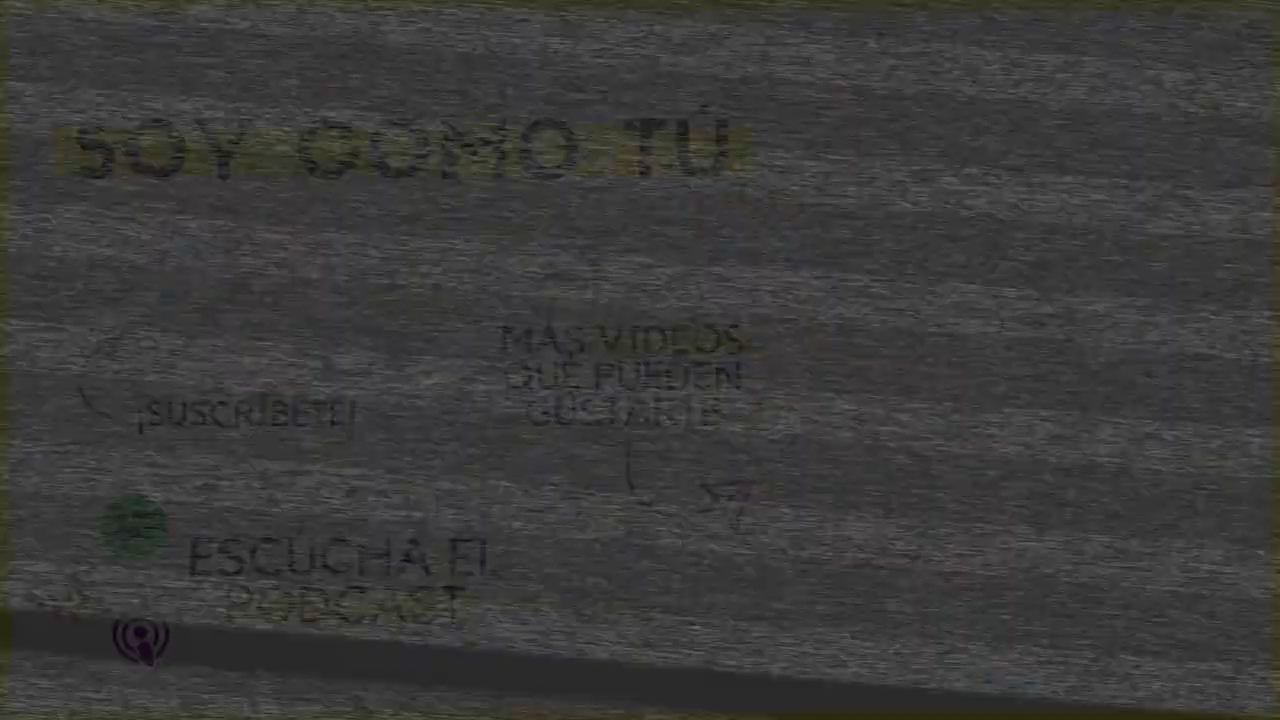 SOY COMO TÚ
MÁS VIDEOS
QUE PUEDEN
GUSTARTE
¡SUSCRÍBETE!
ESCUCHA EL
PODCAST